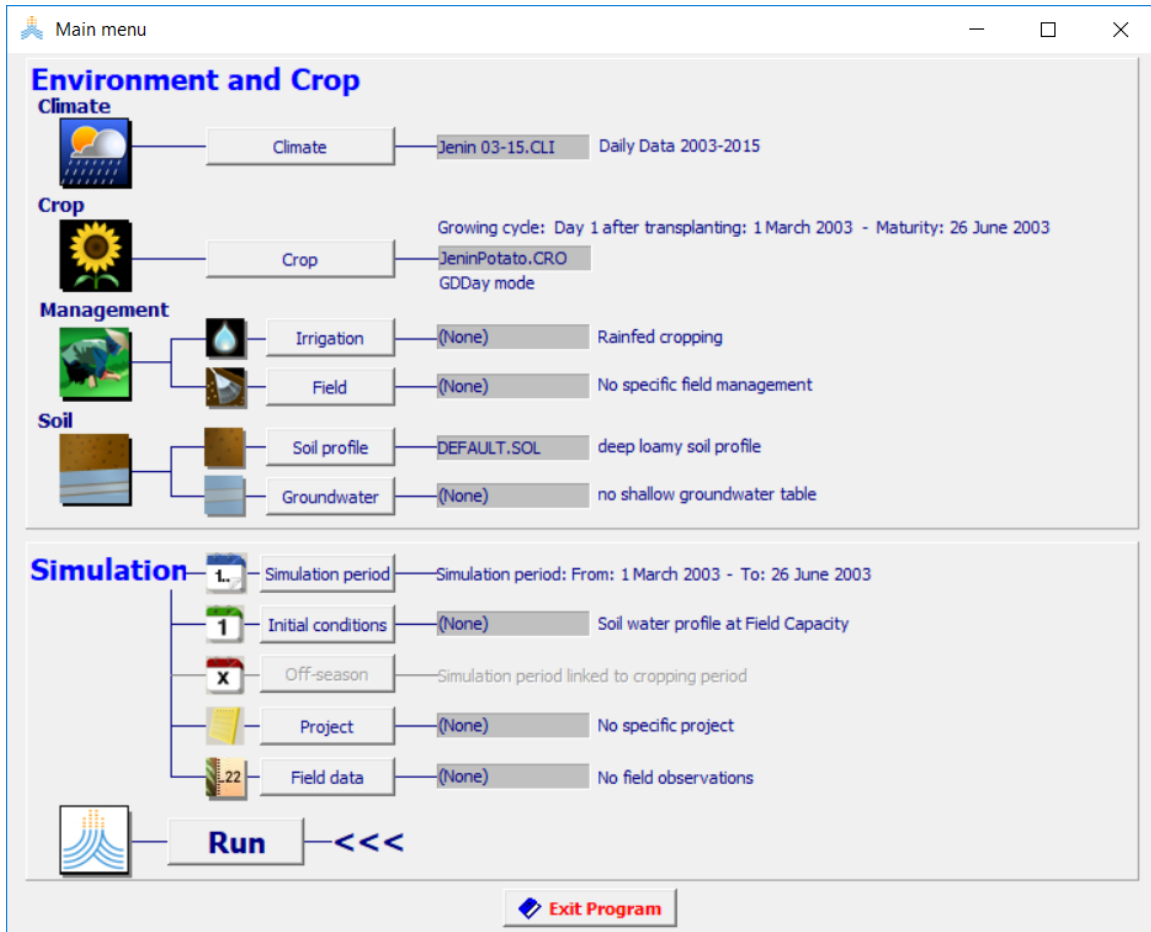 Main menu
Environment and Crop
Climate
Climate
Jenin 03-15.CLI
Daily Data 2003-2015
Crop
Growing cycle: Day 1 after transplanting: 1 March 2003 - Maturity: 26 June 2003
Crop
JeninPotato.CRO
GDDay mode
Management
Irrigation
(None)
Rainfed cropping
Field
(None)
No specific field management
Soil
Soil profile
DEFAULT.SOL
deep loamy soil profile
Groundwater
(None)
no shallow groundwater table
Simulation
1..
Simulation period
Simulation period: From: 1 March 2003 - To: 26 June 2003
1
Initial conditions
(None)
Soil water profile at Field Capacity
X
Off-season
Simulation period linked to cropping period
Project
(None)
No specific project
..22
Field data
(None)
No field observations
Run
<<<
Exit Program